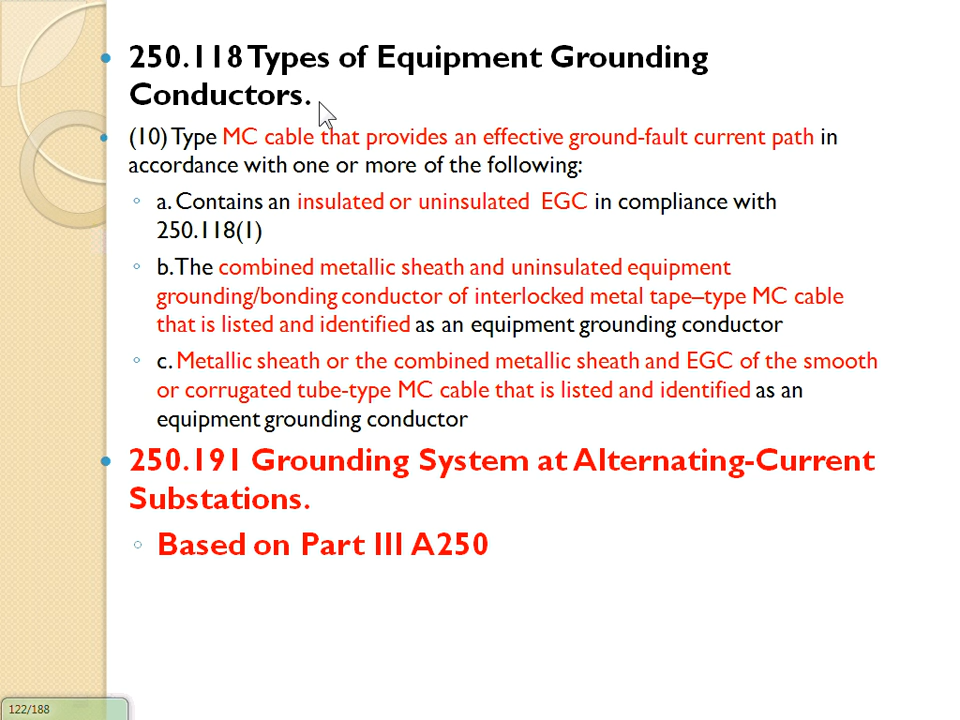 250.118 Types of Equipment Grounding
Conductors.
(10) Type MC cable that provides an effective ground-fault current path in
accordance with one or more of the following:
a. Contains an insulated or uninsulated EGC in compliance with
250.118(1)
b. The combined metallic sheath and uninsulated equipment
grounding/bonding conductor of interlocked metal tape–type MC cable
that is listed and identified as an equipment grounding conductor
c. Metallic sheath or the combined metallic sheath and EGC of the smooth
or corrugated tube-type MC cable that is listed and identified as an
equipment grounding conductor
250.191 Grounding System at Alternating-Current
Substations.
Based on Part III A250
122/188